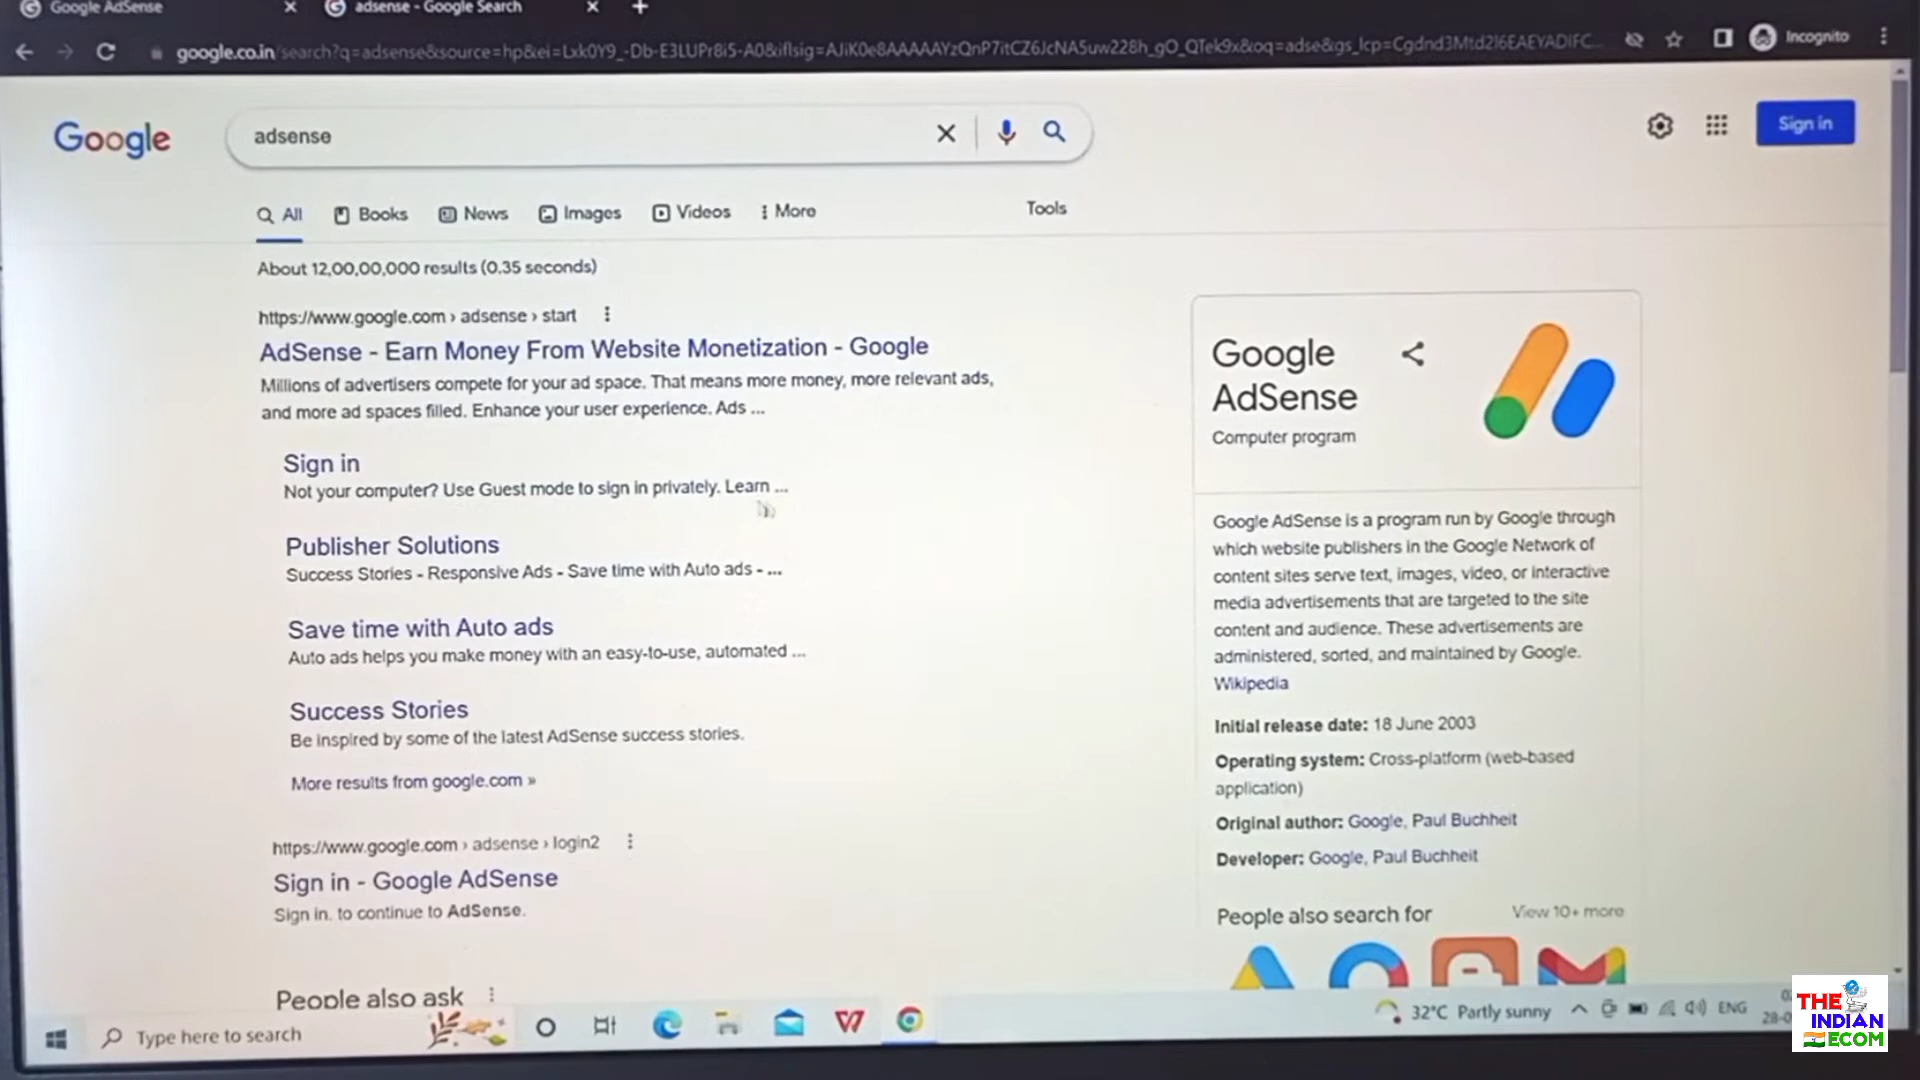 Google AdSense
adsense - Google Search
google.co.in/search?q=adsense&source=hp&ei=Lxk0Y9_-Db-E3LUPr8i5-A0&iflsig=AJiK0e8AAAAAYzQnP7itCZ6JcNA5uw228h_gO_QTek9x&oq=adse&gs_lcp=Cgdnd3Mtd2l6EAEYADIFC...
Incognito
Google
adsense
Sign in
All
Books
News
Images
Videos
More
Tools
About 12,00,00,000 results (0.35 seconds)
https://www.google.com › adsense › start
AdSense - Earn Money From Website Monetization - Google
Millions of advertisers compete for your ad space. That means more money, more relevant ads,
and more ad spaces filled. Enhance your user experience. Ads ...
Sign in
Not your computer? Use Guest mode to sign in privately. Learn ...
Publisher Solutions
Success Stories - Responsive Ads - Save time with Auto ads - ...
Save time with Auto ads
Auto ads helps you make money with an easy-to-use, automated ...
Success Stories
Be inspired by some of the latest AdSense success stories.
More results from google.com »
https://www.google.com › adsense › login2
Sign in - Google AdSense
Sign in. to continue to AdSense.
People also ask
Google
AdSense
Computer program
Google AdSense is a program run by Google through
which website publishers in the Google Network of
content sites serve text, images, video, or interactive
media advertisements that are targeted to the site
content and audience. These advertisements are
administered, sorted, and maintained by Google.
Wikipedia
Initial release date: 18 June 2003
Operating system: Cross-platform (web-based
application)
Original author: Google, Paul Buchheit
Developer: Google, Paul Buchheit
People also search for
View 10+ more
Type here to search
32°C Partly sunny
ENG
THE
INDIAN
ECOM